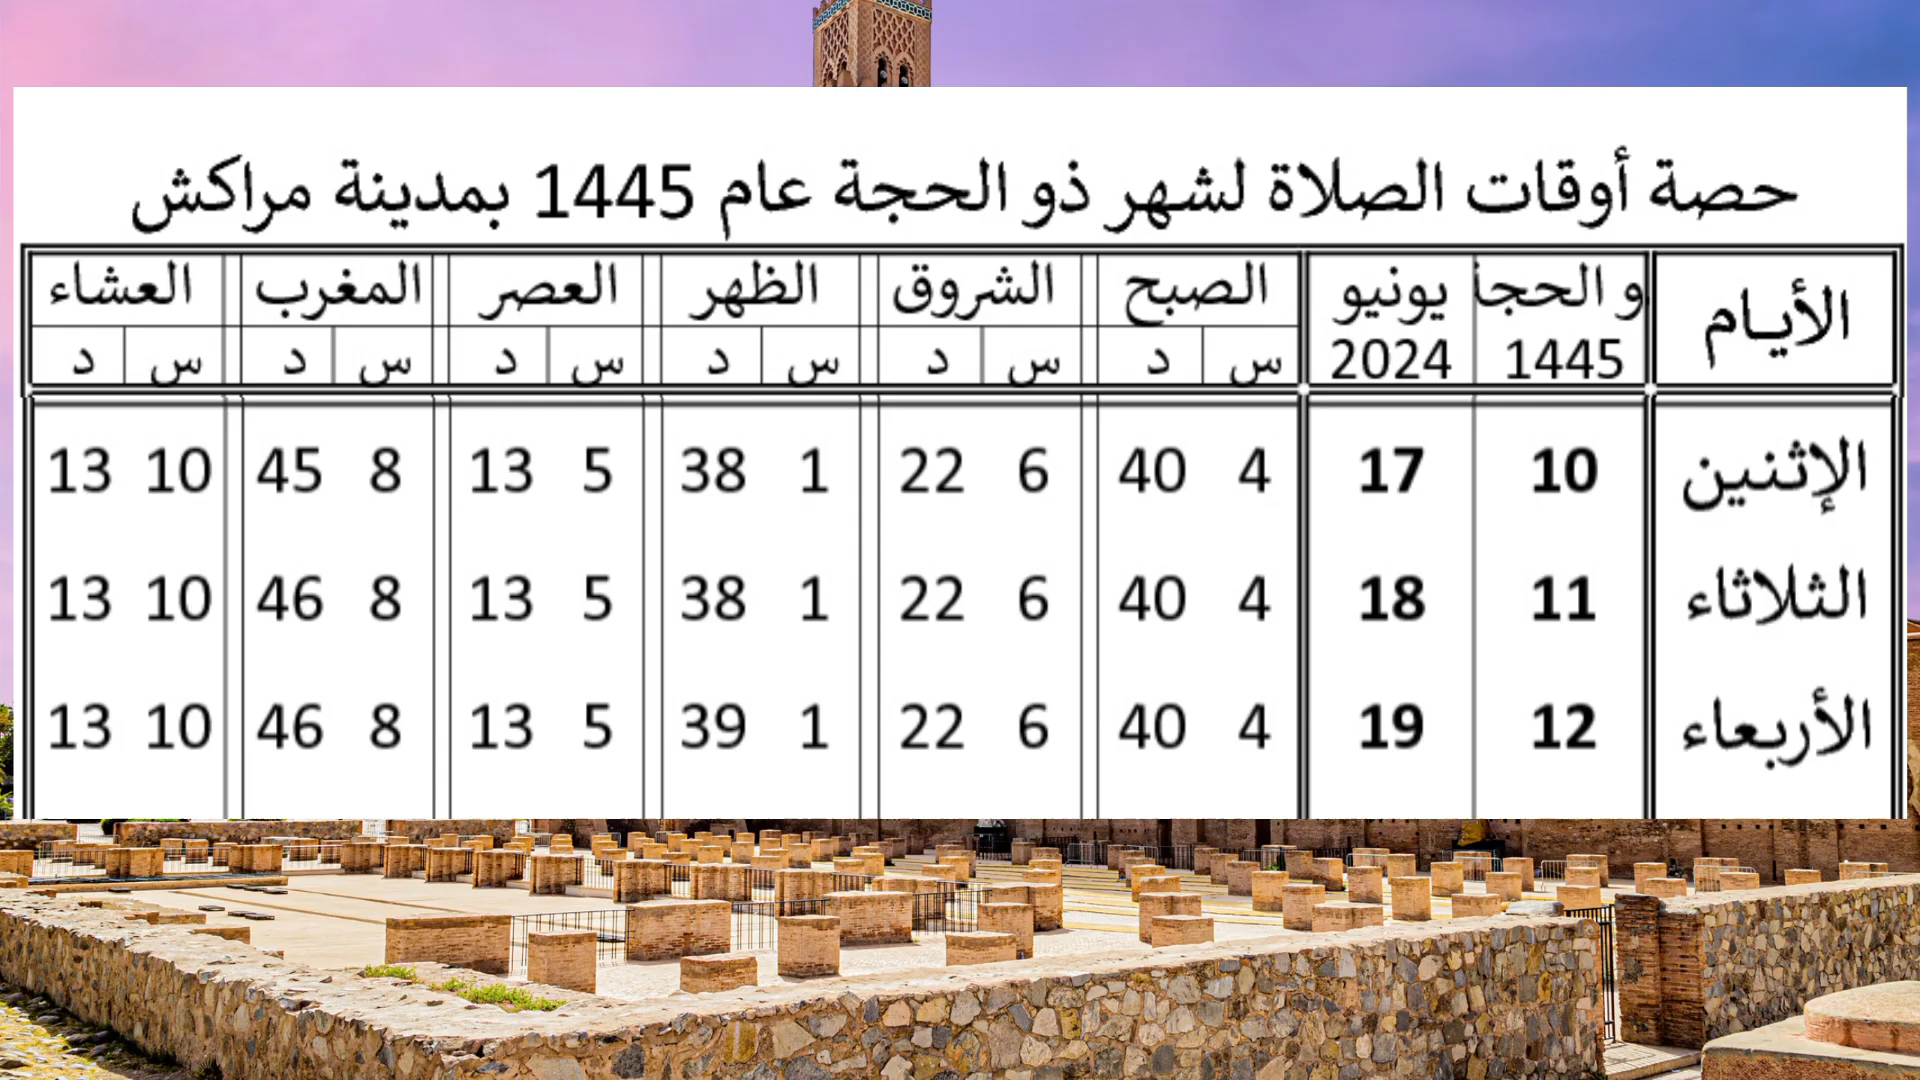 حصة أوقات الصلاة لشهر ذو الحجة عام 1445 بمدينة مراكش
الأيـام و الحجة يونيو الصبح الشروق الظهر العصر المغرب العشاء
1445 2024 س د س د س د س د س د س د
الإثنين 10 17 4 40 6 22 1 38 5 13 8 45 10 13
الثلاثاء 11 18 4 40 6 22 1 38 5 13 8 46 10 13
الأربعاء 12 19 4 40 6 22 1 39 5 13 8 46 10 13